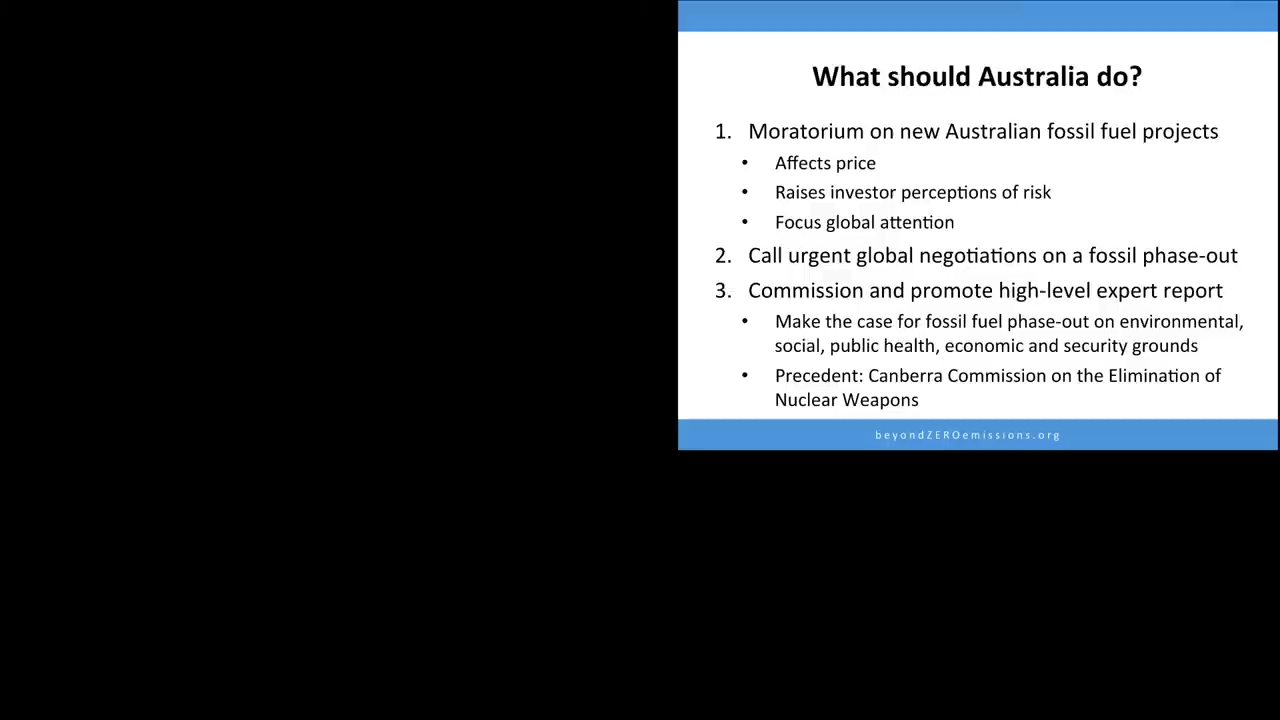 What should Australia do?
1. Moratorium on new Australian fossil fuel projects
• Affects price
• Raises investor perceptions of risk
• Focus global attention
2. Call urgent global negotiations on a fossil phase-out
3. Commission and promote high-level expert report
• Make the case for fossil fuel phase-out on environmental,
social, public health, economic and security grounds
• Precedent: Canberra Commission on the Elimination of
Nuclear Weapons
beyondZEROemissions.org